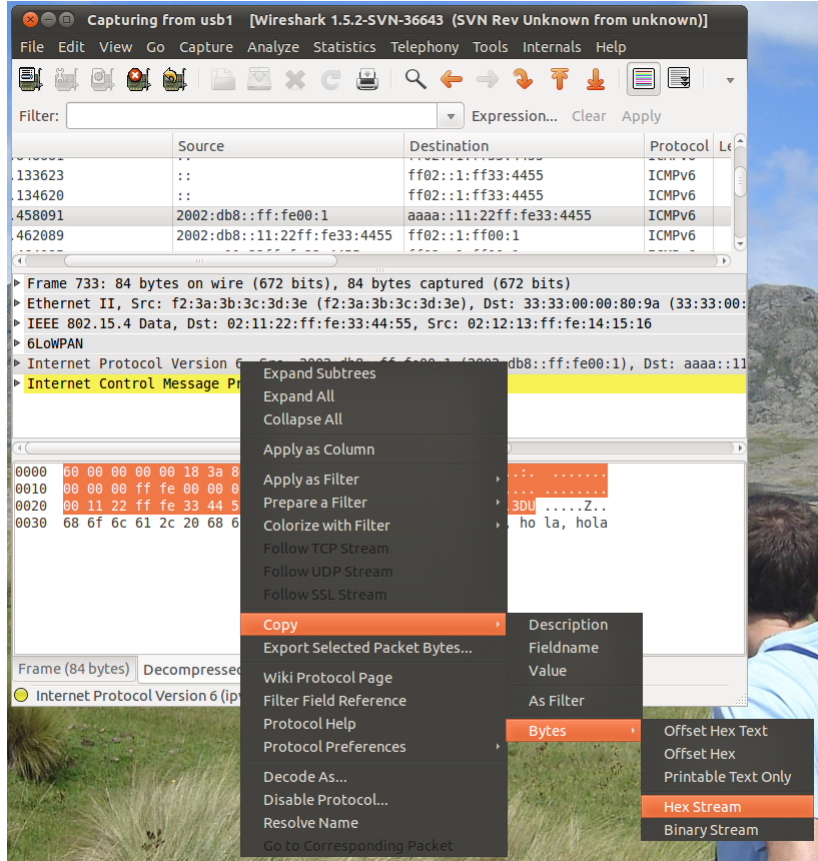 Capturing from usb1 [Wireshark 1.5.2-SVN-36643 (SVN Rev Unknown from unknown)]
File Edit View Go Capture Analyze Statistics Telephony Tools Internals Help
Filter: Expression... Clear Apply
Source Destination Protocol
.133623 :: ff02::1:ff33:4455 ICMPv6
.134620 :: ff02::1:ff33:4455 ICMPv6
.458091 2002:db8::ff:fe00:1 aaaa::11:22ff:fe33:4455 ICMPv6
.462089 2002:db8::11:22ff:fe33:4455 ff02::1:ff00:1 ICMPv6
Frame 733: 84 bytes on wire (672 bits), 84 bytes captured (672 bits)
Ethernet II, Src: f2:3a:3b:3c:3d:3e (f2:3a:3b:3c:3d:3e), Dst: 33:33:00:00:80:9a (33:33:00:
IEEE 802.15.4 Data, Dst: 02:11:22:ff:fe:33:44:55, Src: 02:12:13:ff:fe:14:15:16
6LoWPAN
Internet Protocol Version db8::ff:fe00:1), Dst: aaaa::11
Internet Control Message
Expand Subtrees
Expand All
Collapse All
Apply as Column
Apply as Filter
Prepare a Filter
Colorize with Filter
Follow TCP Stream
Follow UDP Stream
Follow SSL Stream
Copy
Export Selected Packet Bytes...
Wiki Protocol Page
Filter Field Reference
Protocol Help
Protocol Preferences
Decode As...
Disable Protocol...
Resolve Name
Go to Corresponding Packet
0000 60 00 00 00 00 18 3a 8 ..:. .......
0010 00 00 00 ff fe 00 00 0 .... ........
0020 00 11 22 ff fe 33 44 5 3DU .....Z..
0030 68 6f 6c 61 2c 20 68 6 , ho la, hola
Description
Fieldname
Value
As Filter
Bytes
Offset Hex Text
Offset Hex
Printable Text Only
Hex Stream
Binary Stream
Frame (84 bytes) Decompressed
Internet Protocol Version 6 (ip